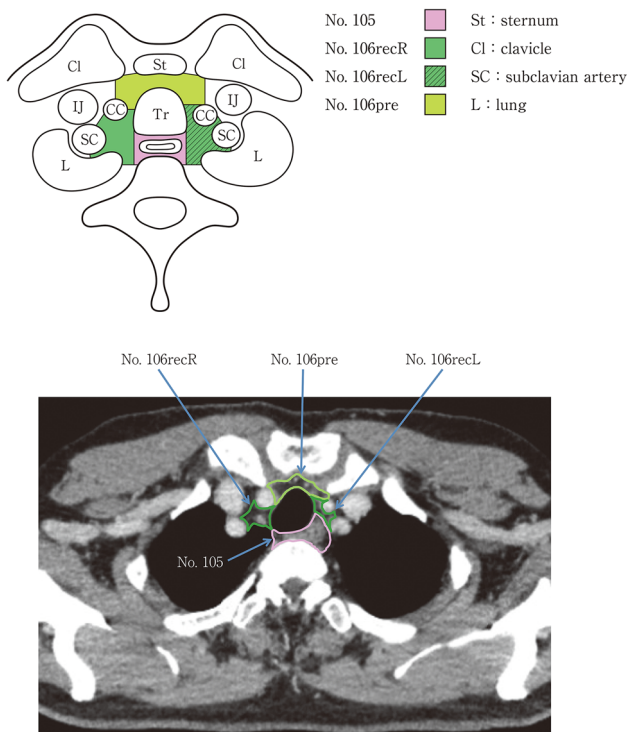 No. 105
St : sternum
No. 106recR
Cl : clavicle
No. 106recL
SC : subclavian artery
No. 106pre
L : lung
Cl
St
Cl
IJ
CC
Tr
CC
IJ
SC
SC
L
L
No. 106recR
No. 106pre
No. 106recL
No. 105